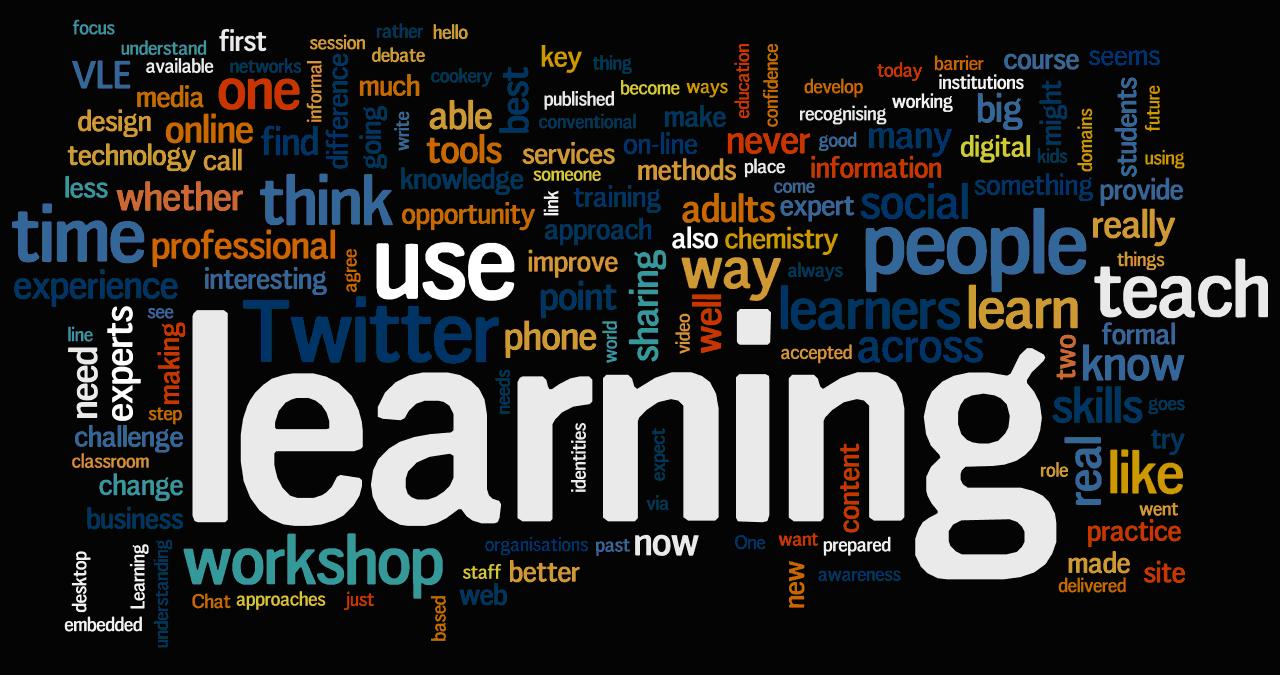 focus
understand
first
session
rather
hello
debate
VLE
available
networks
informal
difference
cookery
best
key
thing
media
one
much
published
become
ways
education
confidence
develop
today
barrier
institutions
course
seems
design
online
find
going
write
able
conventional
make
recognising
working
big
might
students
future
technology
call
tools
services
on-line
never
good
many
digital
kids
domains
using
less
whether
think
knowledge
someone
methods
place
information
something
provide
opportunity
link
training
come
adults
expert
social
time
professional
approach
also
chemistry
people
really
experience
interesting
agree
use
improve
sharing
way
always
things
teach
see
point
well
learners
learn
formal
line
need
experts
making
Twitter
phone
world
video
accepted
across
two
know
learning
needs
step
identities
expect
via
content
skills
goes
challenge
classroom
change
business
try
role
real
like
went
practice
desktop
Learning
understanding
embedded
workshop
organisations
past
now
One
want
prepared
staff
better
web
Chat
approaches
just
based
new
awareness
made
delivered
site